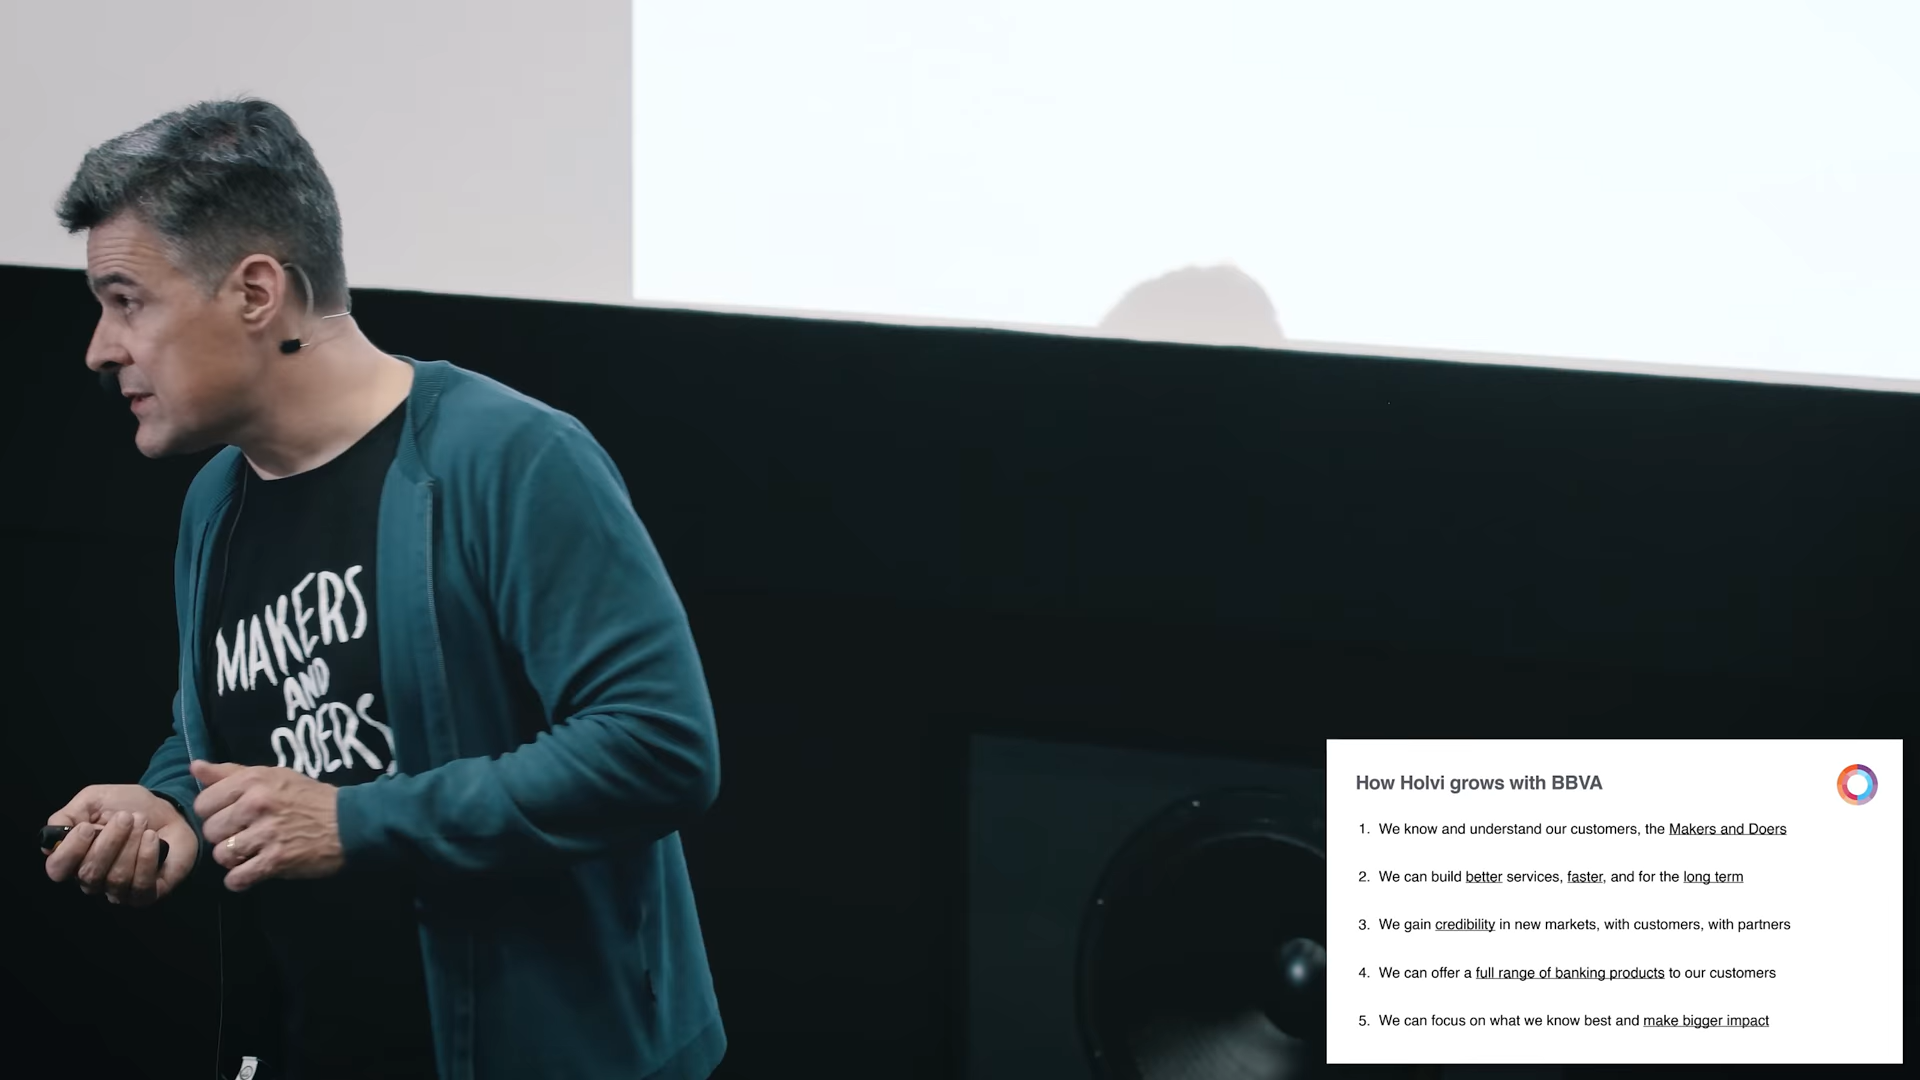 MAKERS
AND
DOERS
How Holvi grows with BBVA
1. We know and understand our customers, the Makers and Doers
2. We can build better services, faster, and for the long term
3. We gain credibility in new markets, with customers, with partners
4. We can offer a full range of banking products to our customers
5. We can focus on what we know best and make bigger impact